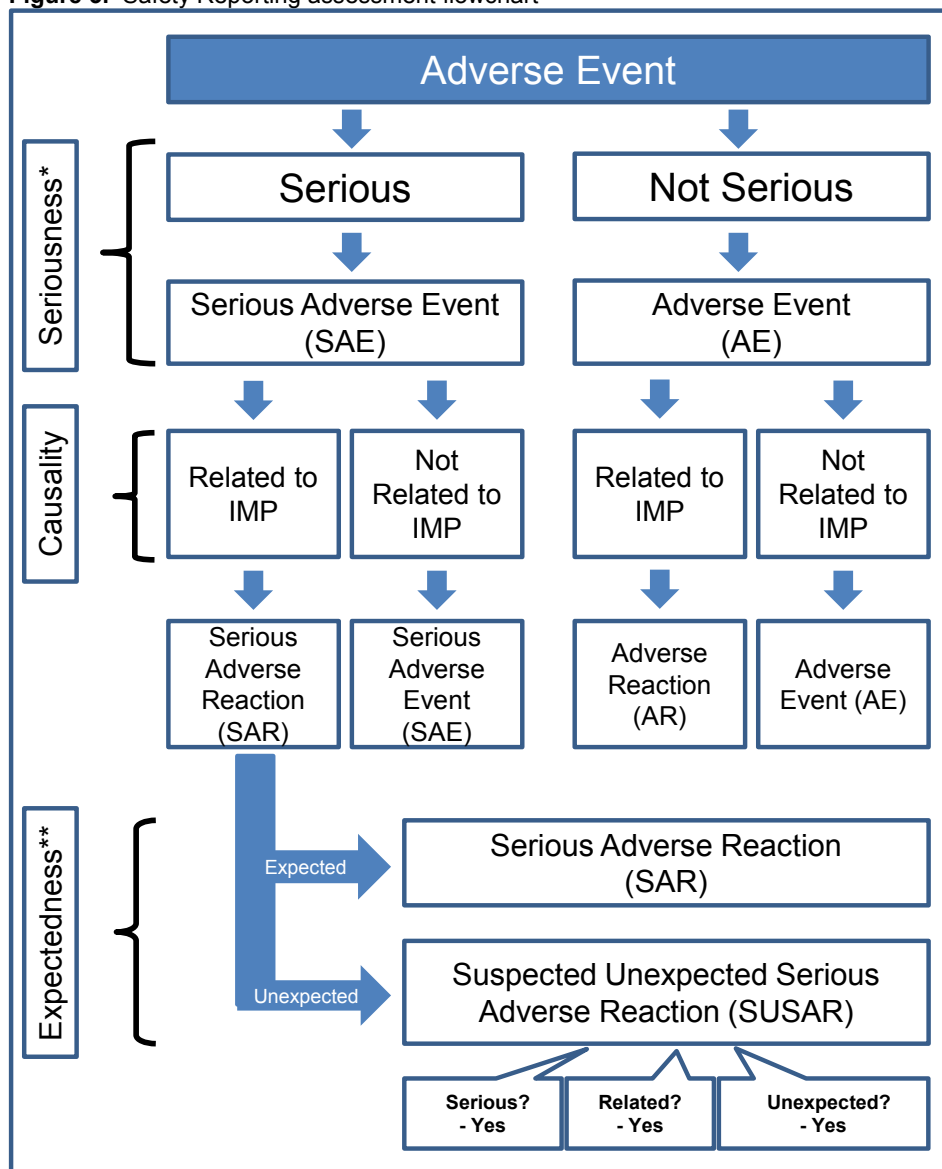 Figure 3. Safety Reporting assessment flowchart
Adverse Event
Seriousness*
Serious
Not Serious
Serious Adverse Event
(SAE)
Adverse Event
(AE)
Causality
Related to
IMP
Not
Related to
IMP
Related to
IMP
Not
Related to
IMP
Serious
Adverse
Reaction
(SAR)
Serious
Adverse
Event
(SAE)
Adverse
Reaction
(AR)
Adverse
Event (AE)
Expectedness**
Expected
Serious Adverse Reaction
(SAR)
Unexpected
Suspected Unexpected Serious
Adverse Reaction (SUSAR)
Serious?
- Yes
Related?
- Yes
Unexpected?
- Yes